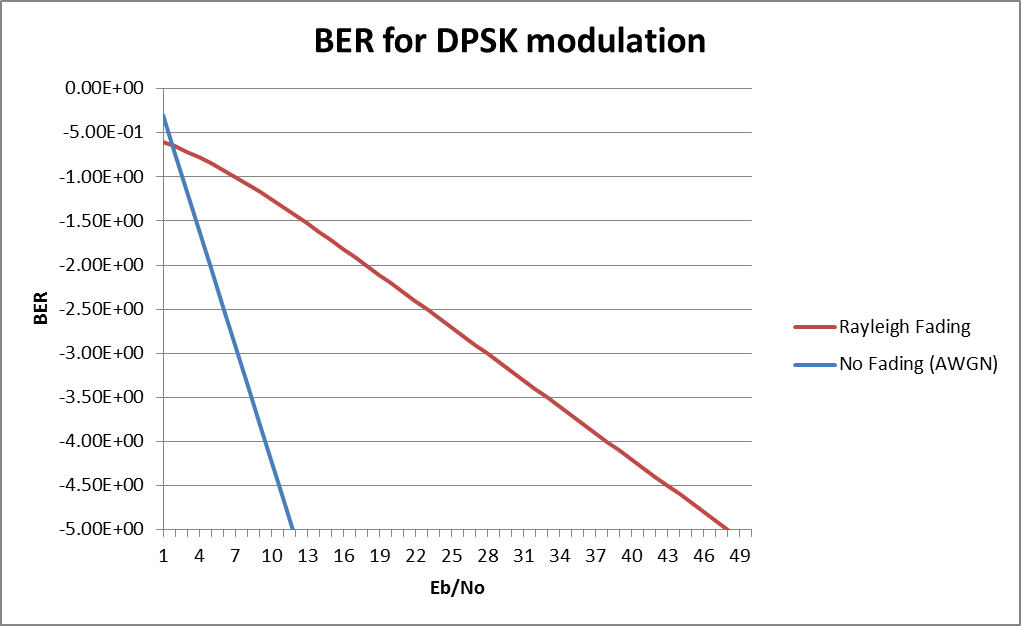 BER for DPSK modulation
0.00E+00
-5.00E-01
-1.00E+00
-1.50E+00
-2.00E+00
-2.50E+00
-3.00E+00
-3.50E+00
-4.00E+00
-4.50E+00
-5.00E+00
BER
1 4 7 10 13 16 19 22 25 28 31 34 37 40 43 46 49
Eb/No
Rayleigh Fading
No Fading (AWGN)